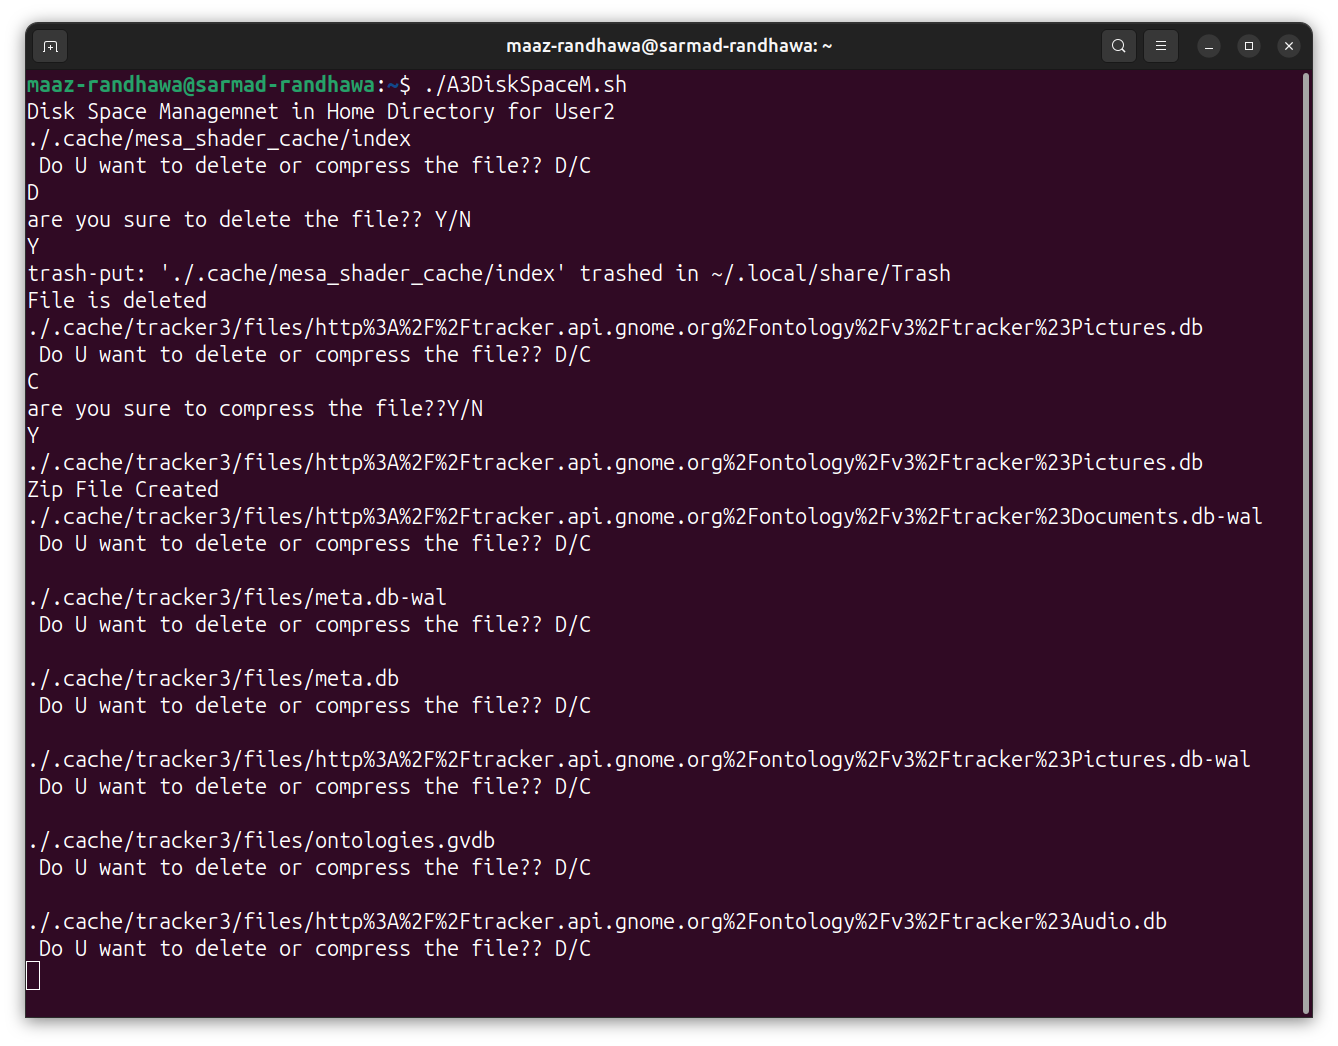 maaz-randhawa@sarmad-randhawa: ~
maaz-randhawa@sarmad-randhawa:~$ ./A3DiskSpaceM.sh
Disk Space Managemnet in Home Directory for User2
./.cache/mesa_shader_cache/index
 Do U want to delete or compress the file?? D/C
D
are you sure to delete the file?? Y/N
Y
trash-put: './.cache/mesa_shader_cache/index' trashed in ~/.local/share/Trash
File is deleted
./.cache/tracker3/files/http%3A%2F%2Ftracker.api.gnome.org%2Fontology%2Fv3%2Ftracker%23Pictures.db
 Do U want to delete or compress the file?? D/C
C
are you sure to compress the file??Y/N
Y
./.cache/tracker3/files/http%3A%2F%2Ftracker.api.gnome.org%2Fontology%2Fv3%2Ftracker%23Pictures.db
Zip File Created
./.cache/tracker3/files/http%3A%2F%2Ftracker.api.gnome.org%2Fontology%2Fv3%2Ftracker%23Documents.db-wal
 Do U want to delete or compress the file?? D/C
./.cache/tracker3/files/meta.db-wal
 Do U want to delete or compress the file?? D/C
./.cache/tracker3/files/meta.db
 Do U want to delete or compress the file?? D/C
./.cache/tracker3/files/http%3A%2F%2Ftracker.api.gnome.org%2Fontology%2Fv3%2Ftracker%23Pictures.db-wal
 Do U want to delete or compress the file?? D/C
./.cache/tracker3/files/ontologies.gvdb
 Do U want to delete or compress the file?? D/C
./.cache/tracker3/files/http%3A%2F%2Ftracker.api.gnome.org%2Fontology%2Fv3%2Ftracker%23Audio.db
 Do U want to delete or compress the file?? D/C